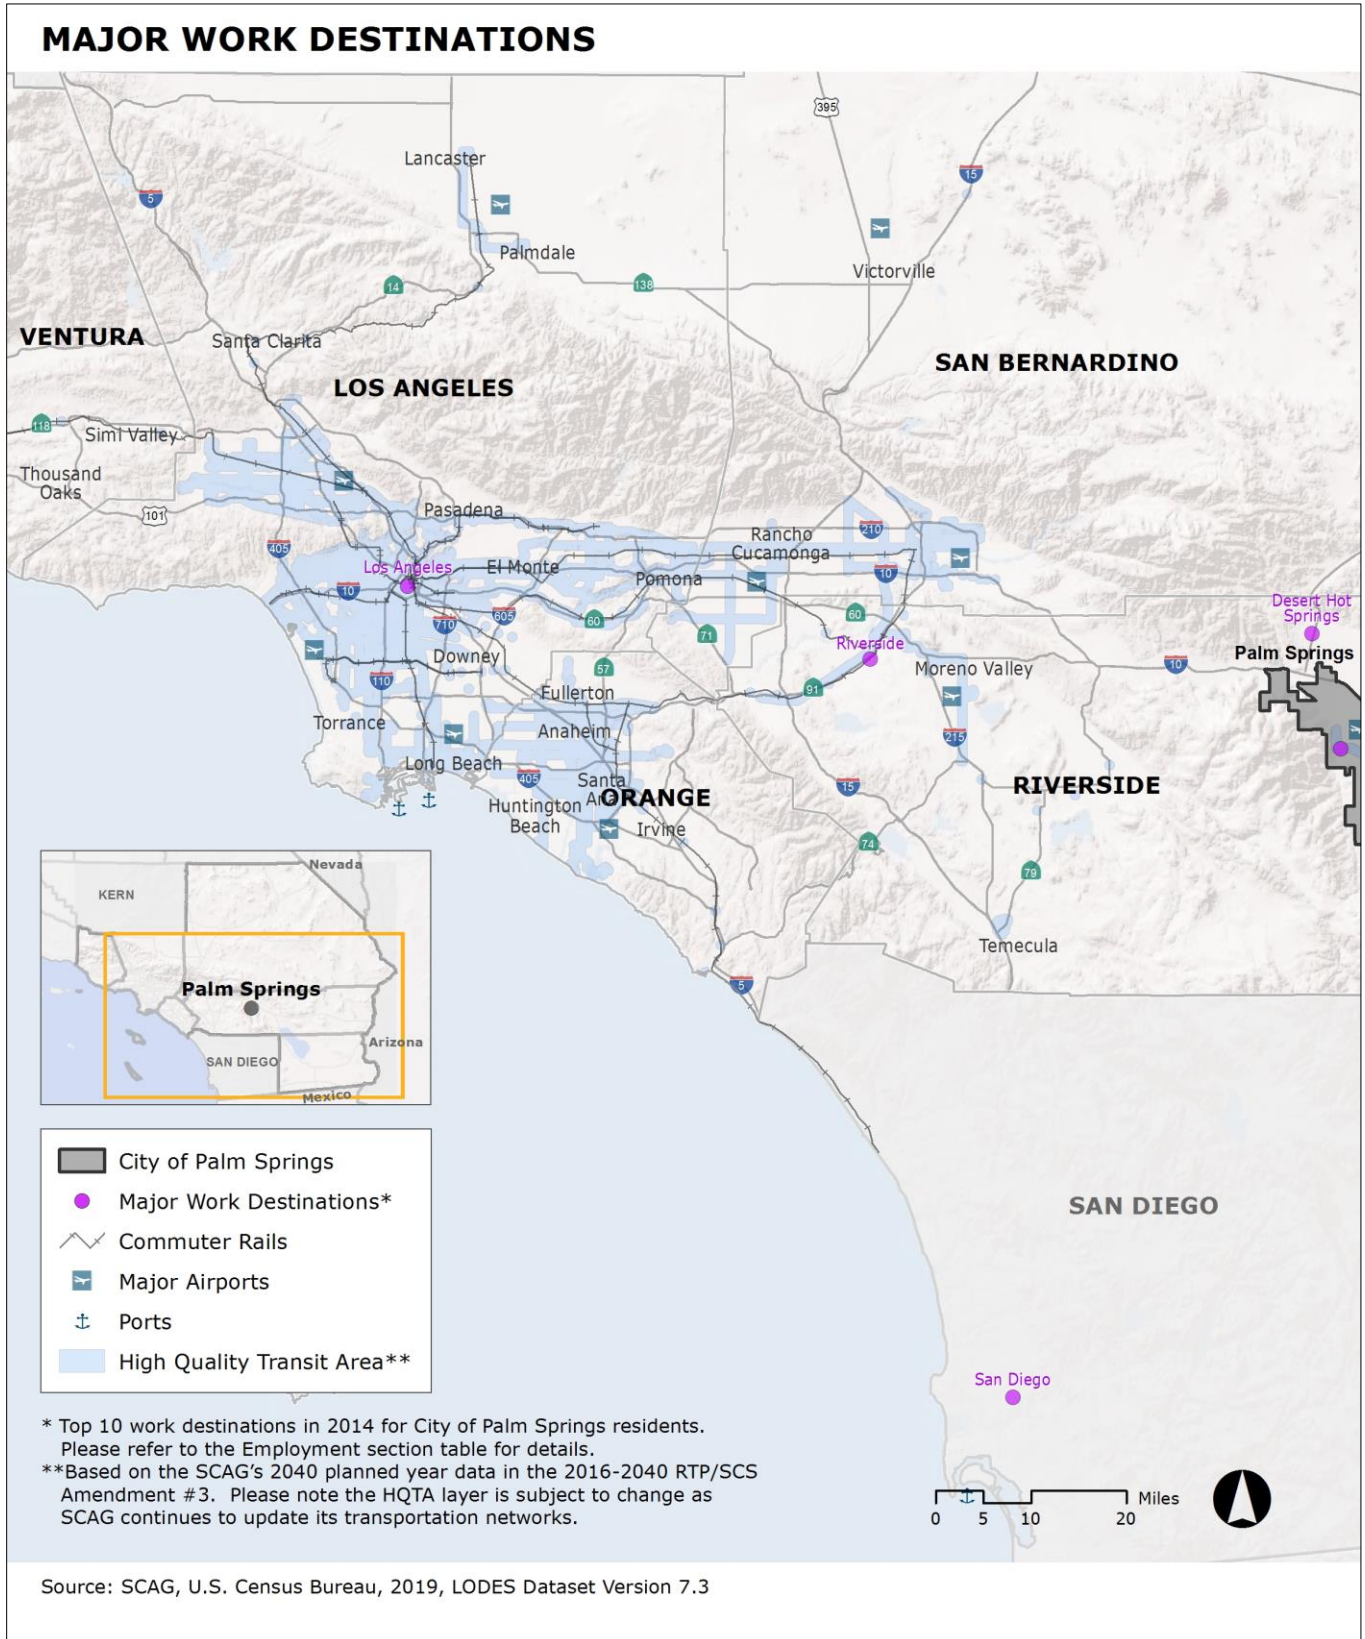 MAJOR WORK DESTINATIONS
395
Lancaster
15
5
Palmdale
Victorville
14
138
VENTURA
Santa Clarita
SAN BERNARDINO
LOS ANGELES
118
Simi Valley
Thousand
Oaks
101
Pasadena
405
210
Rancho
Cucamonga
Los Angeles
El Monte
Pomona
10
10
605
60
60
710
71
Desert Hot
Springs
Riverside
Palm Springs
Downey
57
Moreno Valley
10
110
91
Fullerton
Torrance
Anaheim
215
Long Beach
405
Santa
Ana
ORANGE
15
RIVERSIDE
Huntington
Beach
Irvine
74
79
Temecula
5
Nevada
KERN
Palm Springs
Arizona
SAN DIEGO
Mexico
City of Palm Springs
Major Work Destinations*
Commuter Rails
Major Airports
Ports
High Quality Transit Area**
SAN DIEGO
San Diego
* Top 10 work destinations in 2014 for City of Palm Springs residents.
Please refer to the Employment section table for details.
**Based on the SCAG's 2040 planned year data in the 2016-2040 RTP/SCS
Amendment #3. Please note the HQTA layer is subject to change as
SCAG continues to update its transportation networks.
Miles
0 5 10 20
Source: SCAG, U.S. Census Bureau, 2019, LODES Dataset Version 7.3